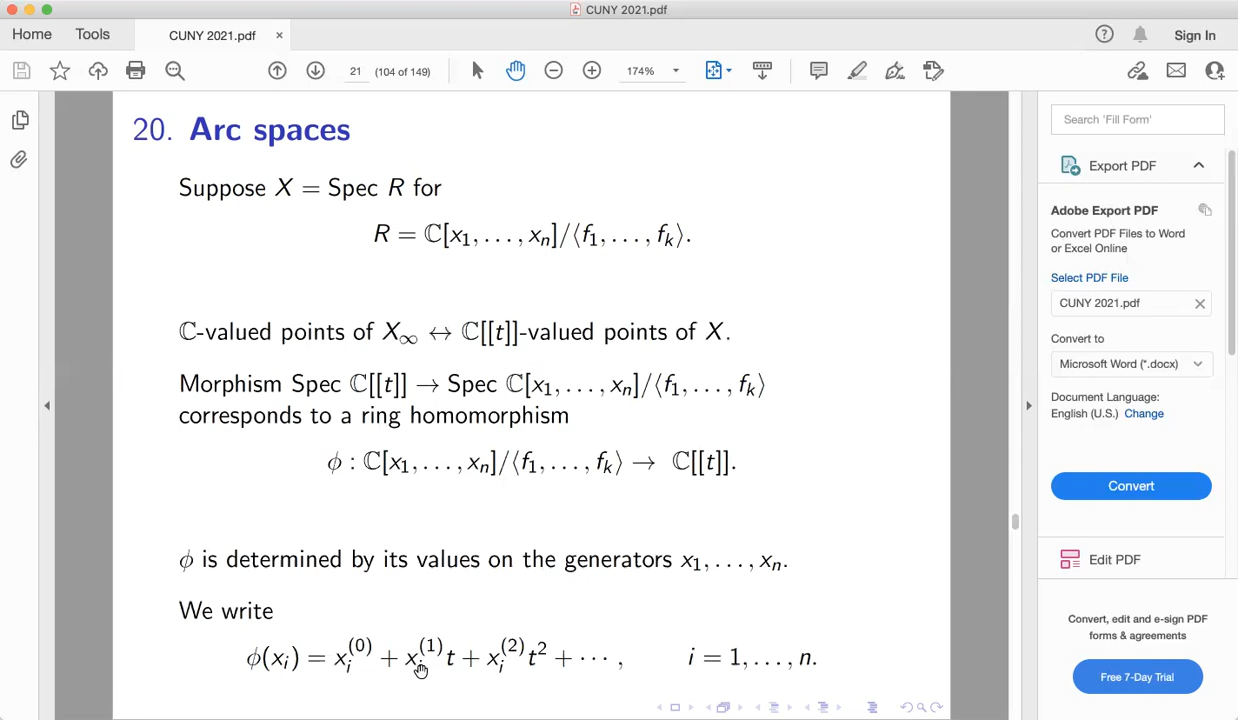 CUNY 2021.pdf
Home Tools CUNY 2021.pdf × Sign In
21 (104 of 149) 174%
20. Arc spaces
Suppose X = Spec R for
R = ℂ[x₁, . . . , xₙ]/⟨f₁, . . . , fₖ⟩.
ℂ-valued points of X∞ ↔ ℂ[[t]]-valued points of X.
Morphism Spec ℂ[[t]] → Spec ℂ[x₁, . . . , xₙ]/⟨f₁, . . . , fₖ⟩
corresponds to a ring homomorphism
ϕ : ℂ[x₁, . . . , xₙ]/⟨f₁, . . . , fₖ⟩ → ℂ[[t]].
ϕ is determined by its values on the generators x₁, . . . , xₙ.
We write
ϕ(xᵢ) = xᵢ⁽⁰⁾ + xᵢ⁽¹⁾t + xᵢ⁽²⁾t² + · · · , i = 1, . . . , n.
Search 'Fill Form'
Export PDF
Adobe Export PDF
Convert PDF Files to Word
or Excel Online
Select PDF File
CUNY 2021.pdf ×
Convert to
Microsoft Word (*.docx)
Document Language:
English (U.S.) Change
Convert
Edit PDF
Convert, edit and e-sign PDF
forms & agreements
Free 7-Day Trial